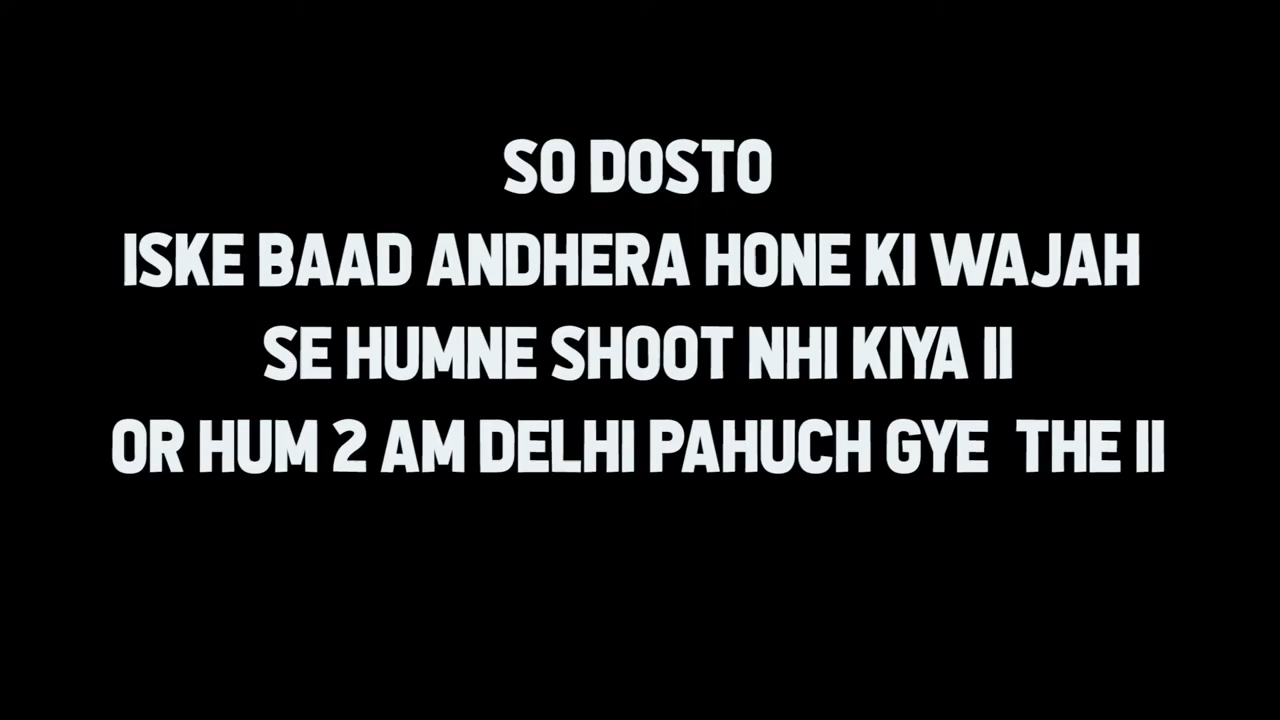 SO DOSTO
ISKE BAAD ANDHERA HONE KI WAJAH
SE HUMNE SHOOT NHI KIYA II
OR HUM 2 AM DELHI PAHUCH GYE  THE II